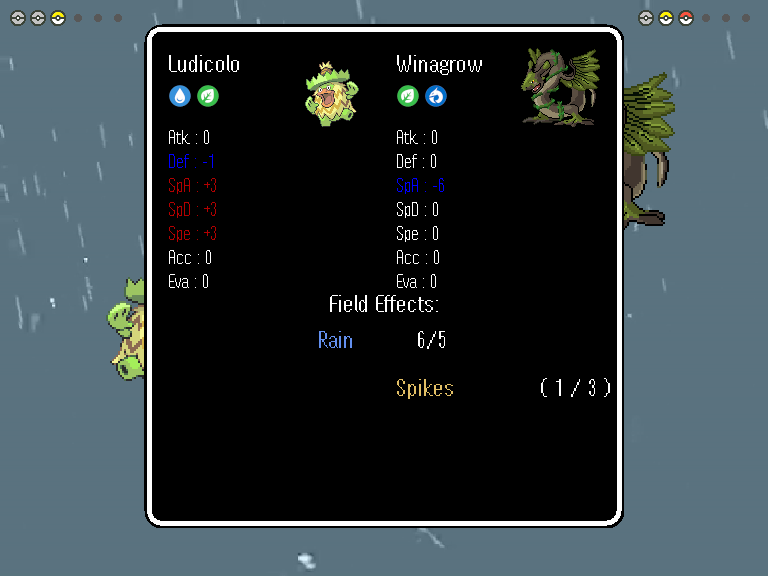 Ludicolo Winagrow
Atk : 0 Atk : 0
Def : -1 Def : 0
SpA : +3 SpA : -6
SpD : +3 SpD : 0
Spe : +3 Spe : 0
Acc : 0 Acc : 0
Eva : 0 Eva : 0
Field Effects:
Rain 6/5
Spikes ( 1 / 3 )